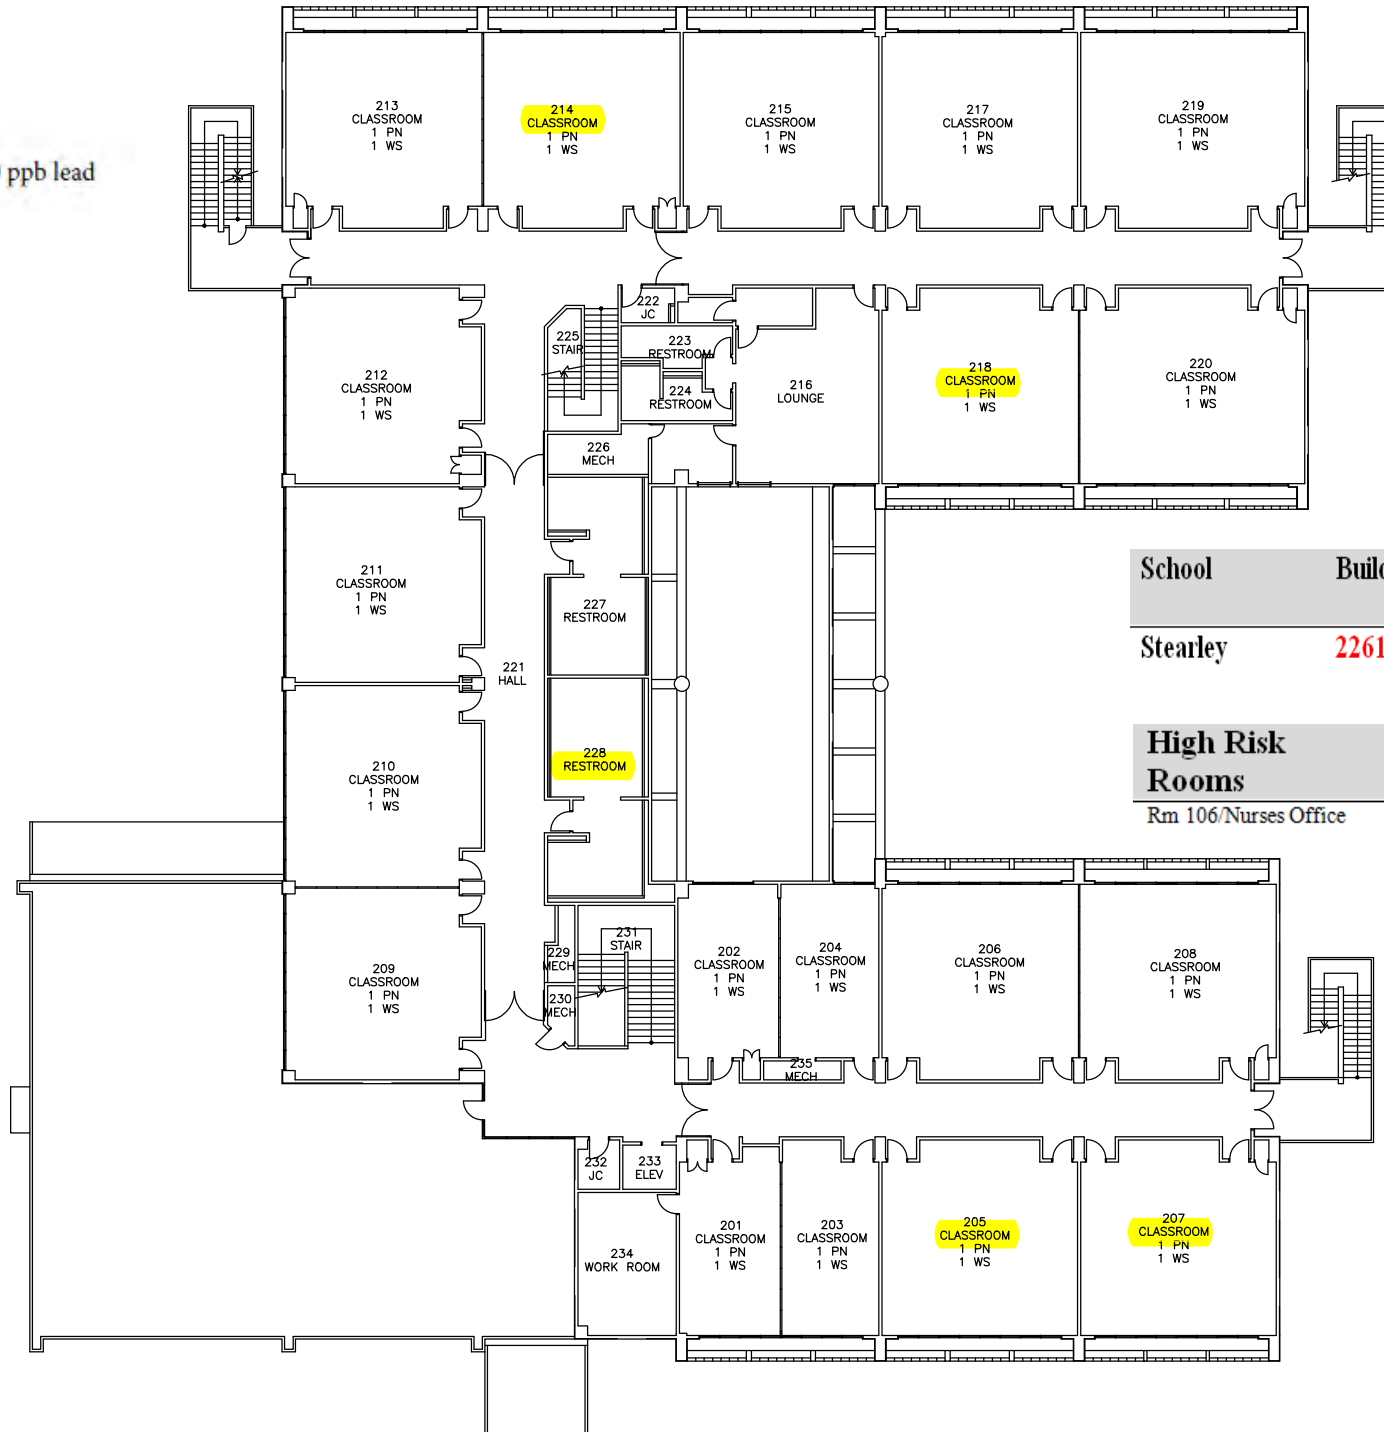 ppb lead
213
CLASSROOM
1 PN
1 WS
214
CLASSROOM
1 PN
1 WS
215
CLASSROOM
1 PN
1 WS
217
CLASSROOM
1 PN
1 WS
219
CLASSROOM
1 PN
1 WS
222
JC
225
STAIR
223
RESTROOM
224
RESTROOM
216
LOUNGE
218
CLASSROOM
1 PN
1 WS
220
CLASSROOM
1 PN
1 WS
212
CLASSROOM
1 PN
1 WS
226
MECH
211
CLASSROOM
1 PN
1 WS
227
RESTROOM
221
HALL
School
Stearley
2261
High Risk
Rooms
Rm 106/Nurses Office
228
RESTROOM
210
CLASSROOM
1 PN
1 WS
209
CLASSROOM
1 PN
1 WS
229
MECH
230
MECH
231
STAIR
202
CLASSROOM
1 PN
1 WS
204
CLASSROOM
1 PN
1 WS
206
CLASSROOM
1 PN
1 WS
208
CLASSROOM
1 PN
1 WS
235
MECH
232
JC
233
ELEV
234
WORK ROOM
201
CLASSROOM
1 PN
1 WS
203
CLASSROOM
1 PN
1 WS
205
CLASSROOM
1 PN
1 WS
207
CLASSROOM
1 PN
1 WS